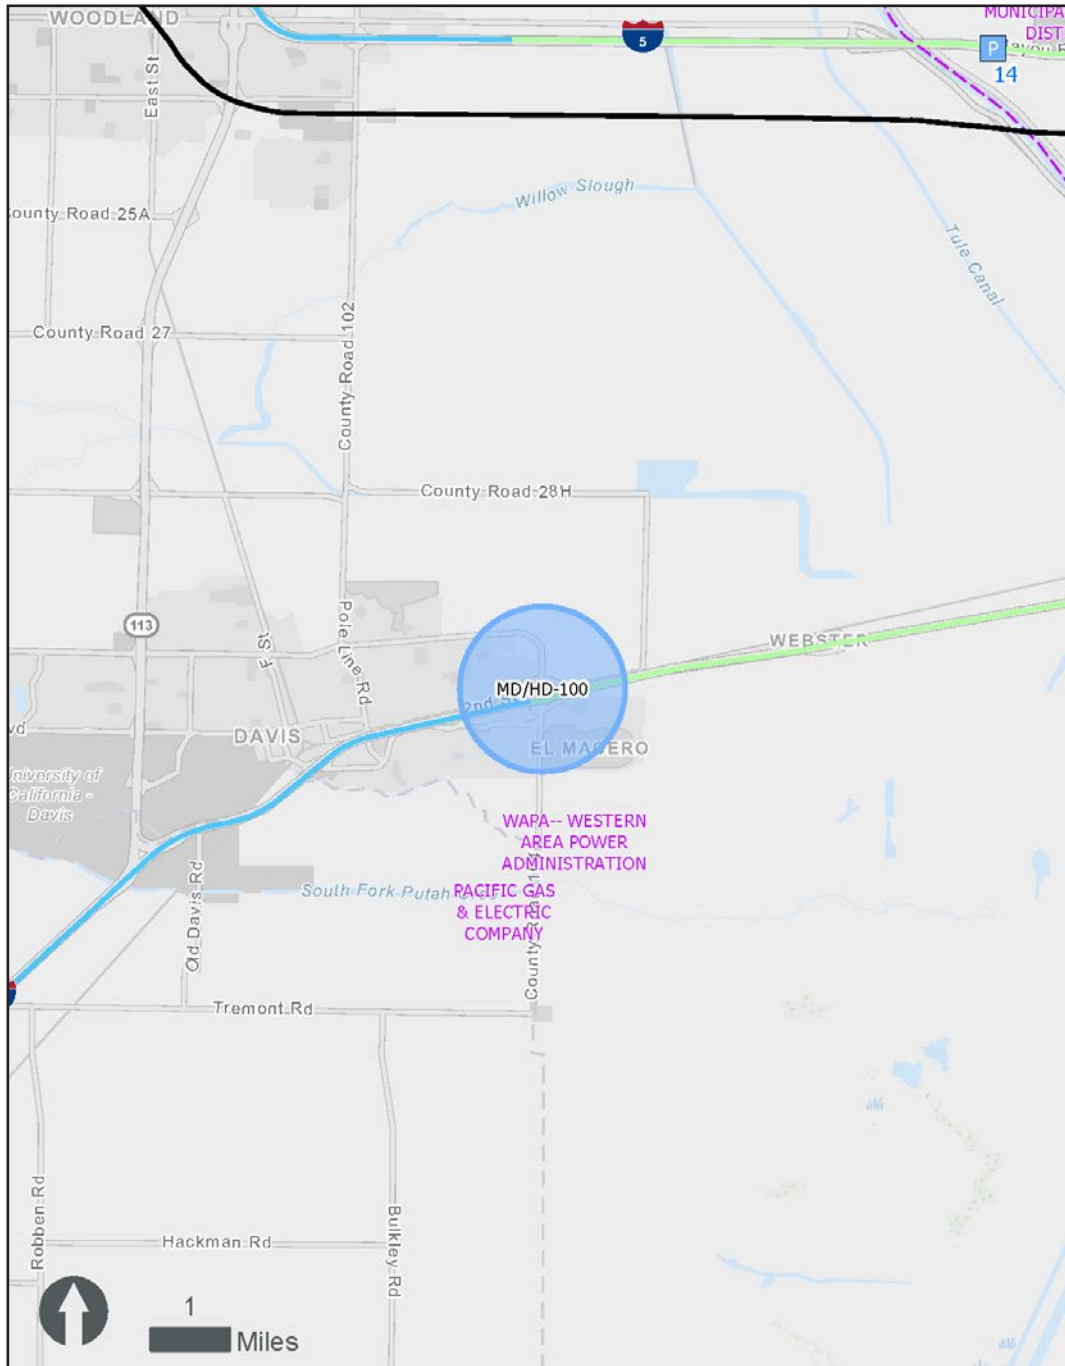 WOODLAND
MUNICIPA
DIST
5
P
14
East St
Willow Slough
County Road 25A
Tule Canal
County Road 27
County Road 102
County Road 28H
113
F St
Pole Line Rd
WEBSTER
MD/HD-100
2nd St
DAVIS
EL MACERO
University of
California -
Davis
WAPA-- WESTERN
AREA POWER
ADMINISTRATION
Old Davis Rd
South Fork Putah Cree
PACIFIC GAS
& ELECTRIC
COMPANY
County Road
Tremont Rd
Robben Rd
Hackman Rd
Bulkley Rd
1
Miles